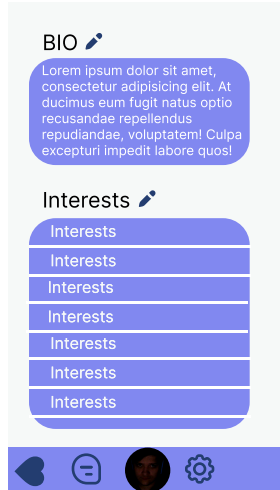 BIO
Lorem ipsum dolor sit amet,
consectetur adipisicing elit. At
ducimus eum fugit natus optio
recusandae repellendus
repudiandae, voluptatem! Culpa
excepturi impedit labore quos!
Interests
Interests
Interests
Interests
Interests
Interests
Interests
Interests